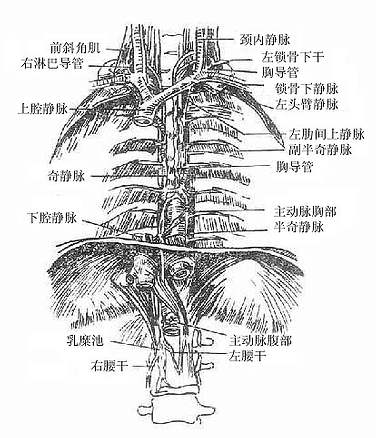 前斜角肌
右淋巴导管
上腔静脉
奇静脉
下腔静脉
乳糜池
右腰干
颈内静脉
左锁骨下干
胸导管
锁骨下静脉
左头臂静脉
左肋间上静脉
副半奇静脉
胸导管
主动脉胸部
半奇静脉
主动脉腹部
左腰干